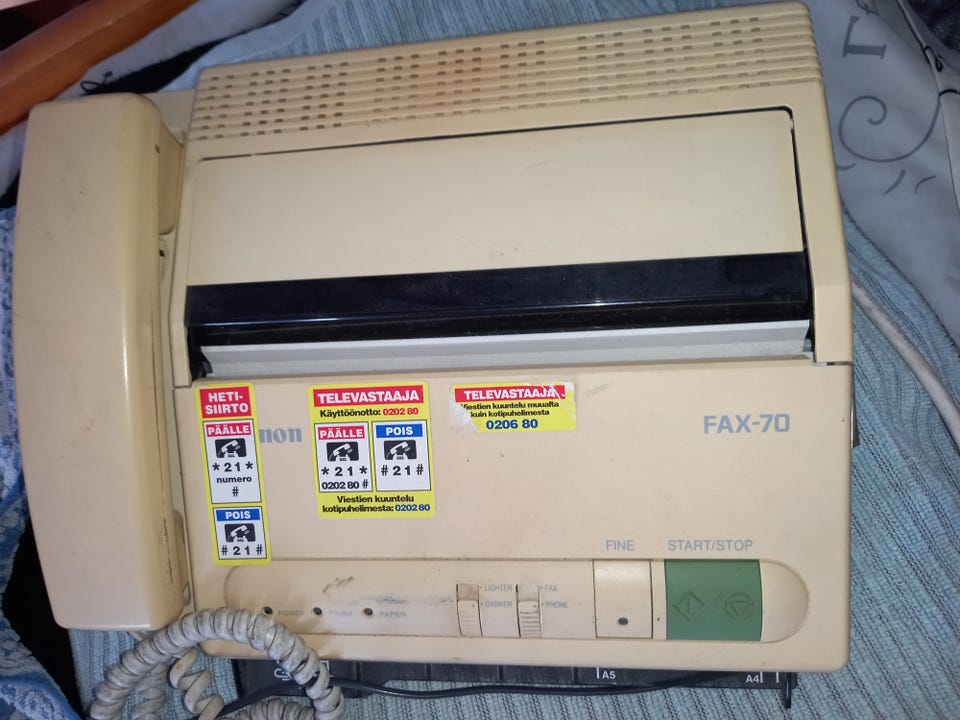 HETI-
SIIRTO
PÄÄLLE
*21*
numero
#
POIS
#21#
non
TELEVASTAAJA
Käyttöönotto: 0202 80
PÄÄLLE
*21*
0202 80 #
POIS
#21#
Viestien kuuntelu
kotipuhelimesta: 0202 80
TELEVASTAAJA
Viestien kuuntelu muualta
kuin kotipuhelimesta
0206 80
FAX-70
FINE
START/STOP
LIGHTER
DARKER
FAX
PHONE
POWER
PAPER
A5
A4